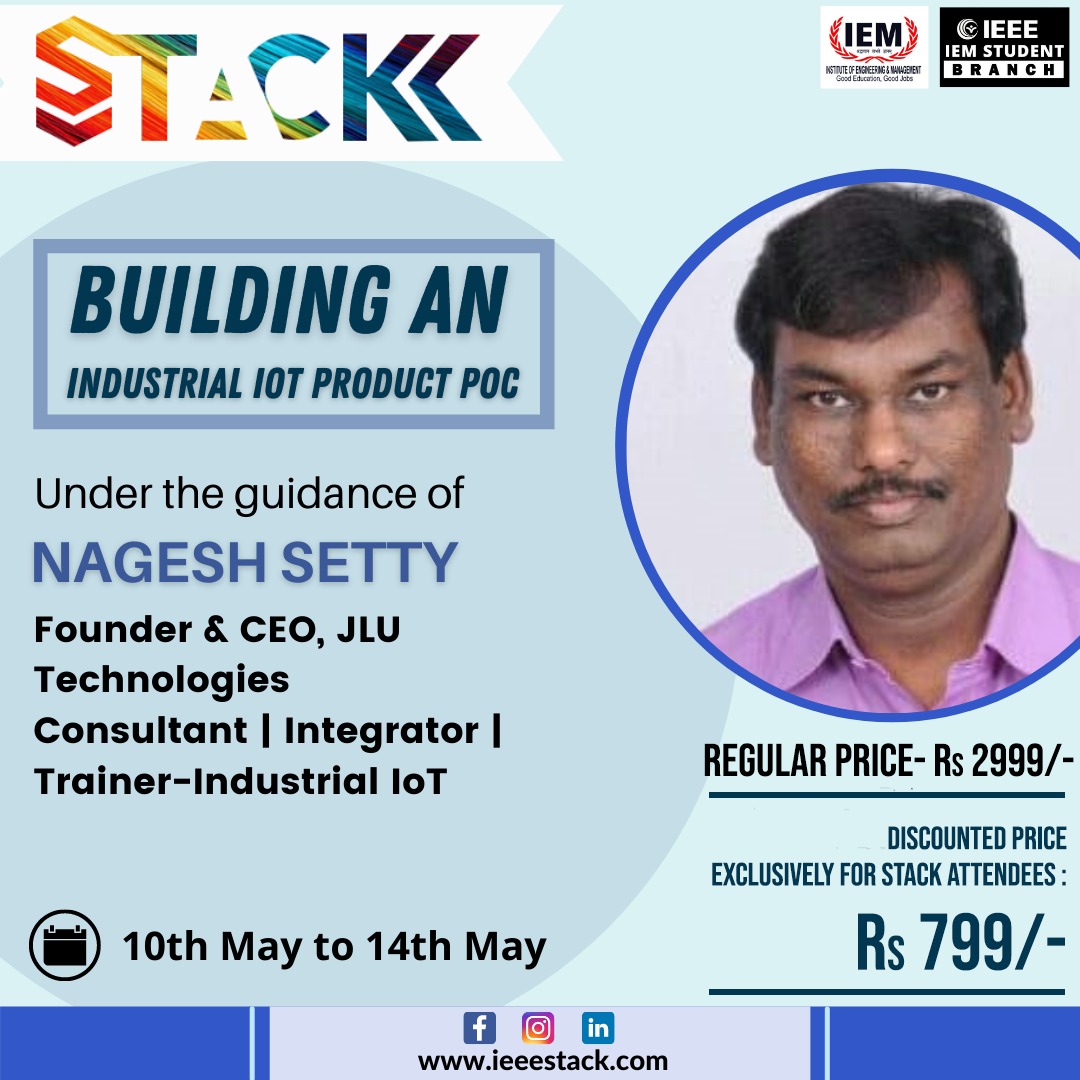 STACK
IEM
INSTITUTE OF ENGINEERING & MANAGEMENT
Good Education, Good Jobs
IEEE
IEM STUDENT
BRANCH
BUILDING AN
INDUSTRIAL IOT PRODUCT POC
Under the guidance of
NAGESH SETTY
Founder & CEO, JLU
Technologies
Consultant | Integrator |
Trainer-Industrial IoT
REGULAR PRICE- Rs 2999/-
DISCOUNTED PRICE
EXCLUSIVELY FOR STACK ATTENDEES :
Rs 799/-
10th May to 14th May
www.ieeestack.com